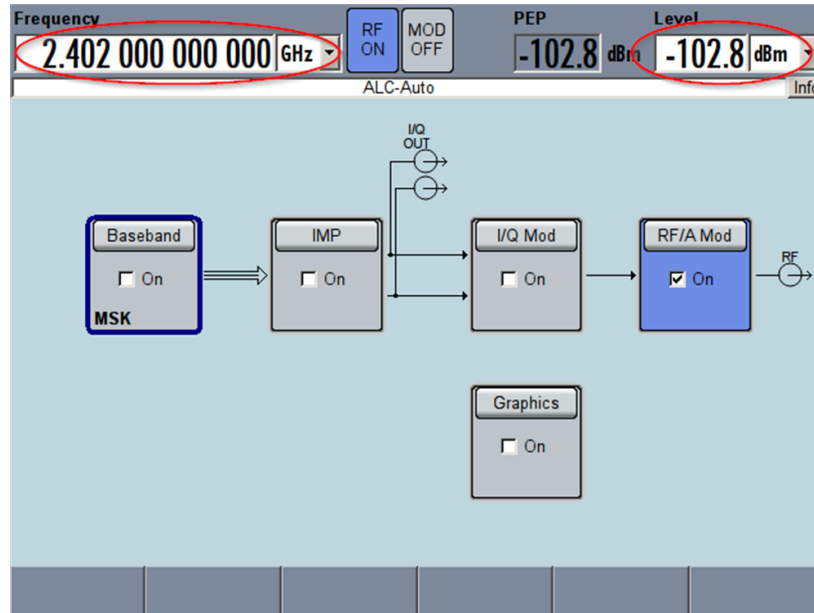 Frequency
2.402 000 000 000 GHz
RF ON
MOD OFF
PEP
-102.8 dBm
Level
-102.8 dBm
ALC-Auto
Info
I/Q
OUT
Baseband
On
MSK
IMP
On
I/Q Mod
On
RF/A Mod
On
RF
Graphics
On